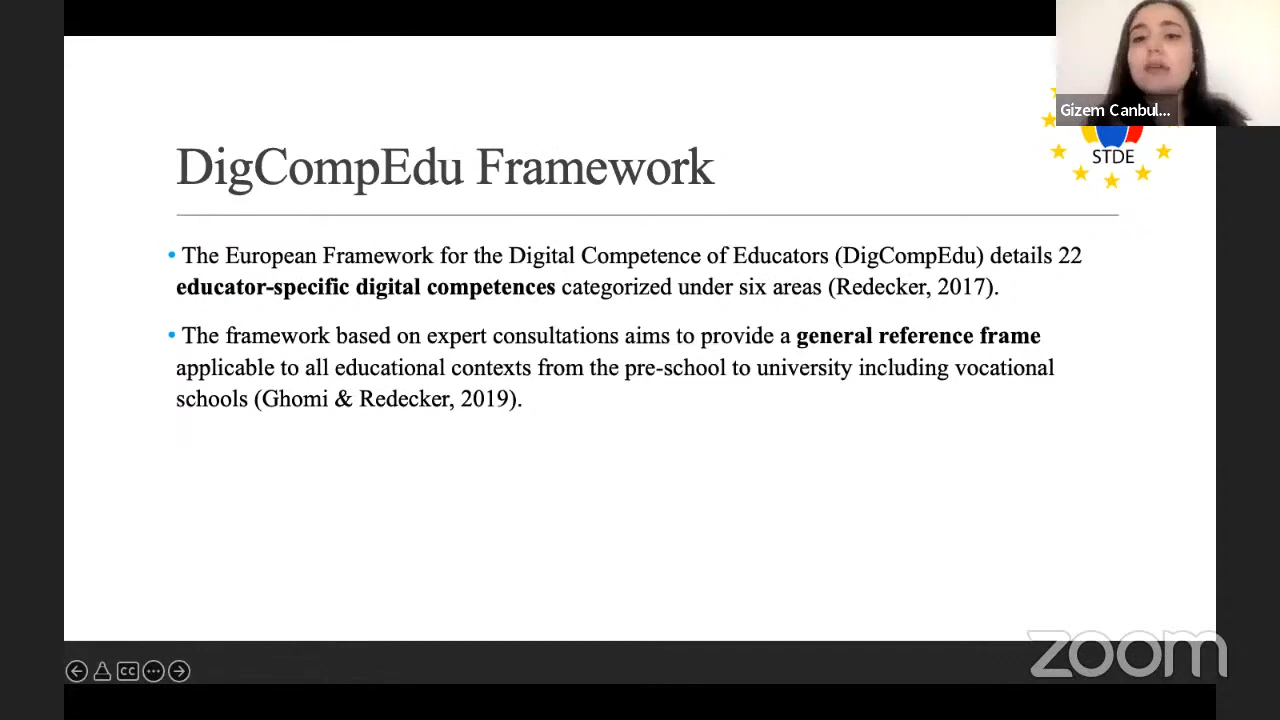 Gizem Canbul...
STDE
DigCompEdu Framework
• The European Framework for the Digital Competence of Educators (DigCompEdu) details 22
educator-specific digital competences categorized under six areas (Redecker, 2017).
• The framework based on expert consultations aims to provide a general reference frame
applicable to all educational contexts from the pre-school to university including vocational
schools (Ghomi & Redecker, 2019).
CC
zoom